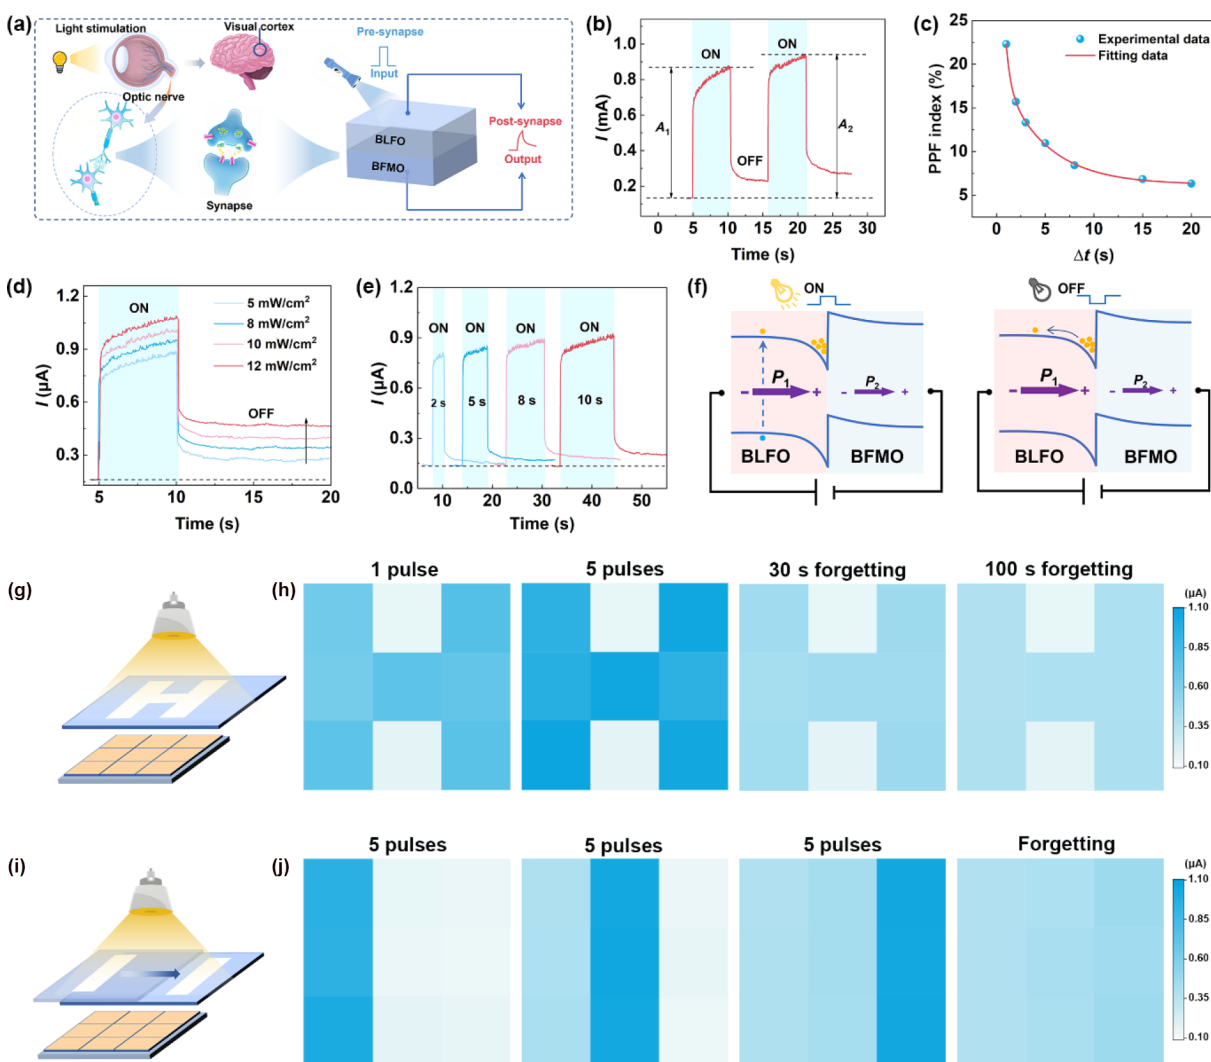 (a)
Light stimulation
Visual cortex
Optic nerve
Synapse
Pre-synapse
Input
BLFO
BFMO
Post-synapse
Output
(b)
ON
ON
OFF
A1
A2
I (mA)
1.0
0.8
0.6
0.4
0.2
0 5 10 15 20 25 30
Time (s)
(c)
Experimental data
Fitting data
PPF index (%)
25
20
15
10
5
0 5 10 15 20
Δt (s)
(d)
ON
5 mW/cm²
8 mW/cm²
10 mW/cm²
12 mW/cm²
OFF
I (μA)
1.2
0.9
0.6
0.3
5 10 15 20
Time (s)
(e)
ON ON ON ON
2 s 5 s 8 s 10 s
I (μA)
1.2
0.9
0.6
0.3
0.0
10 20 30 40 50
Time (s)
(f)
ON
P1
P2
- + - +
BLFO BFMO
OFF
P1
P2
- + - +
BLFO BFMO
(g)
H
(h)
1 pulse 5 pulses 30 s forgetting 100 s forgetting
(μA)
1.10
0.85
0.60
0.35
0.10
(i)
(j)
5 pulses 5 pulses 5 pulses Forgetting
(μA)
1.10
0.85
0.60
0.35
0.10